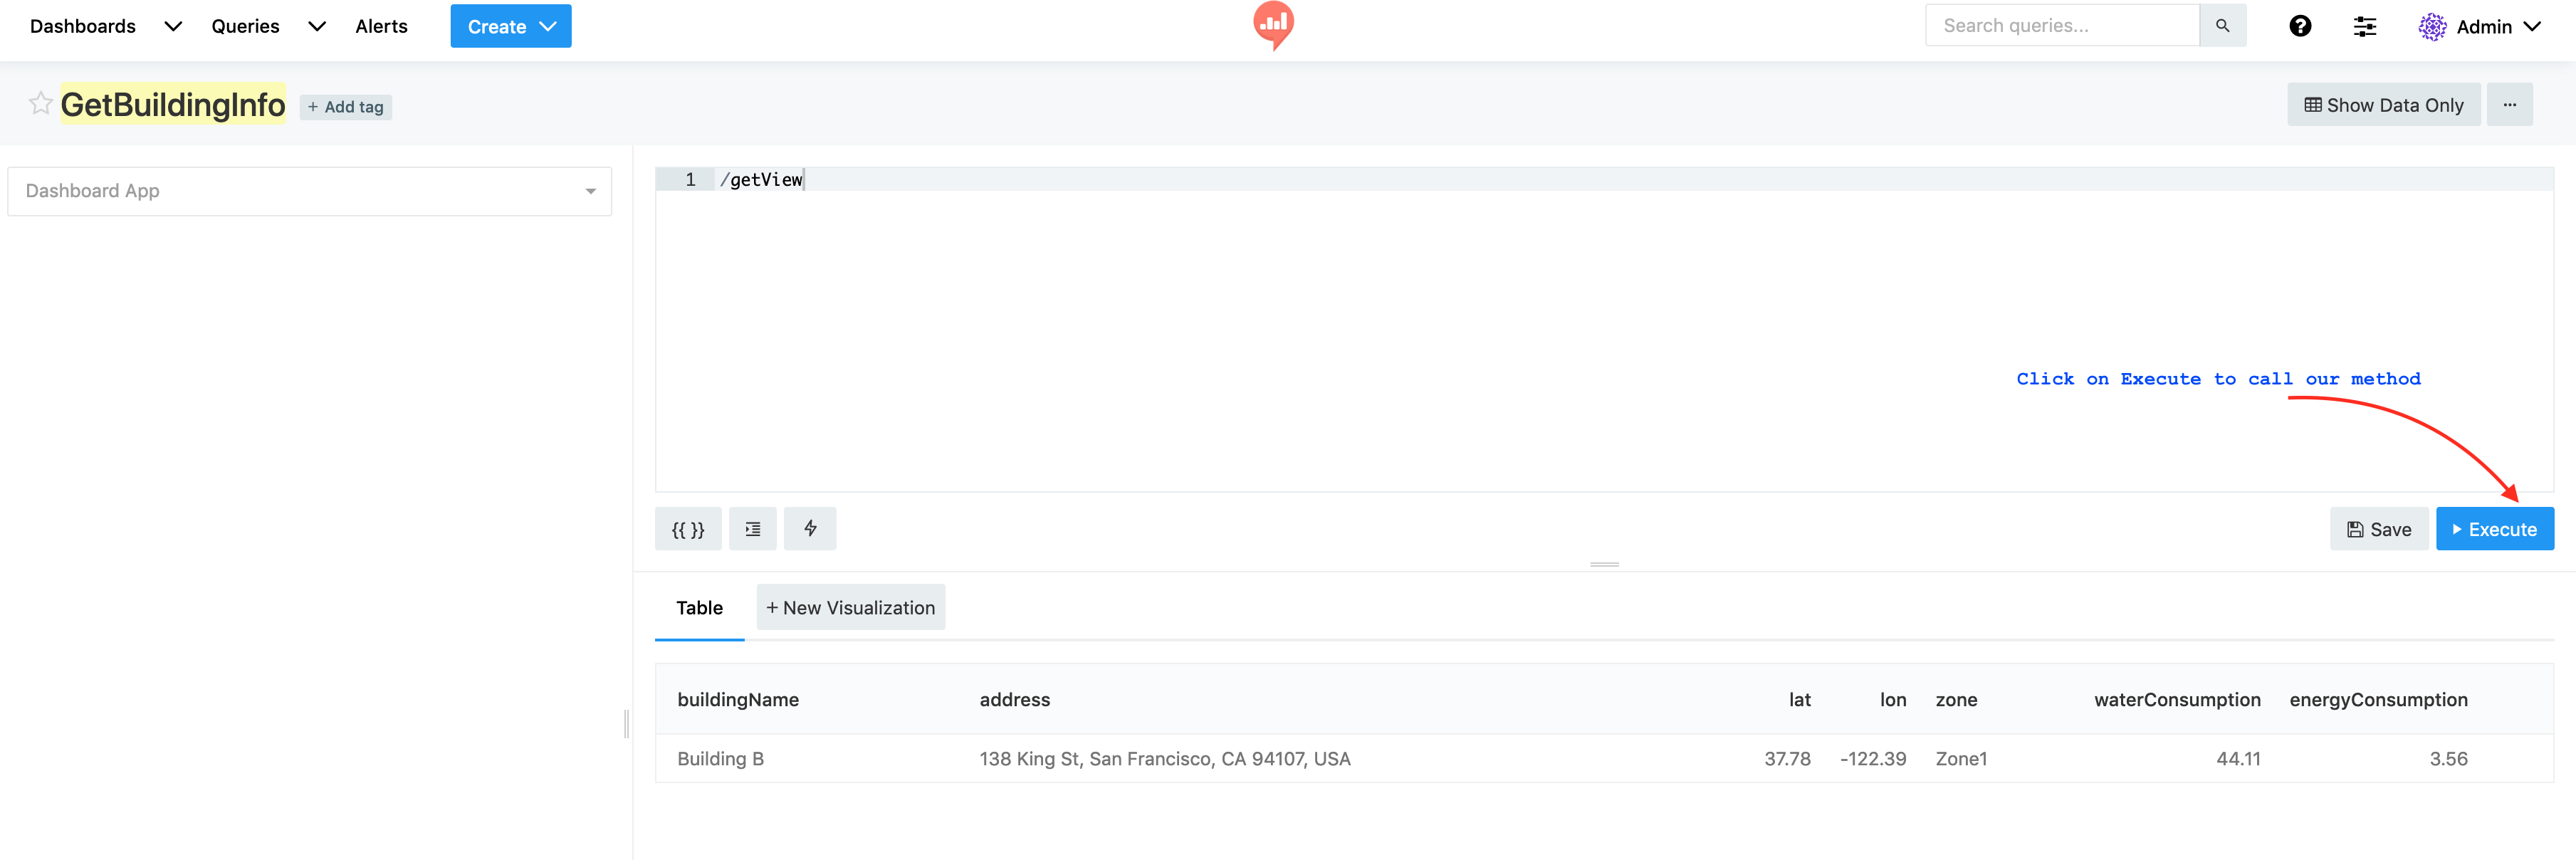 Dashboards Queries Alerts Create Search queries... Admin
GetBuildingInfo + Add tag Show Data Only ...
Dashboard App
1 /getView
Click on Execute to call our method
{{ }} Save Execute
Table + New Visualization
buildingName address lat lon zone waterConsumption energyConsumption
Building B 138 King St, San Francisco, CA 94107, USA 37.78 -122.39 Zone1 44.11 3.56